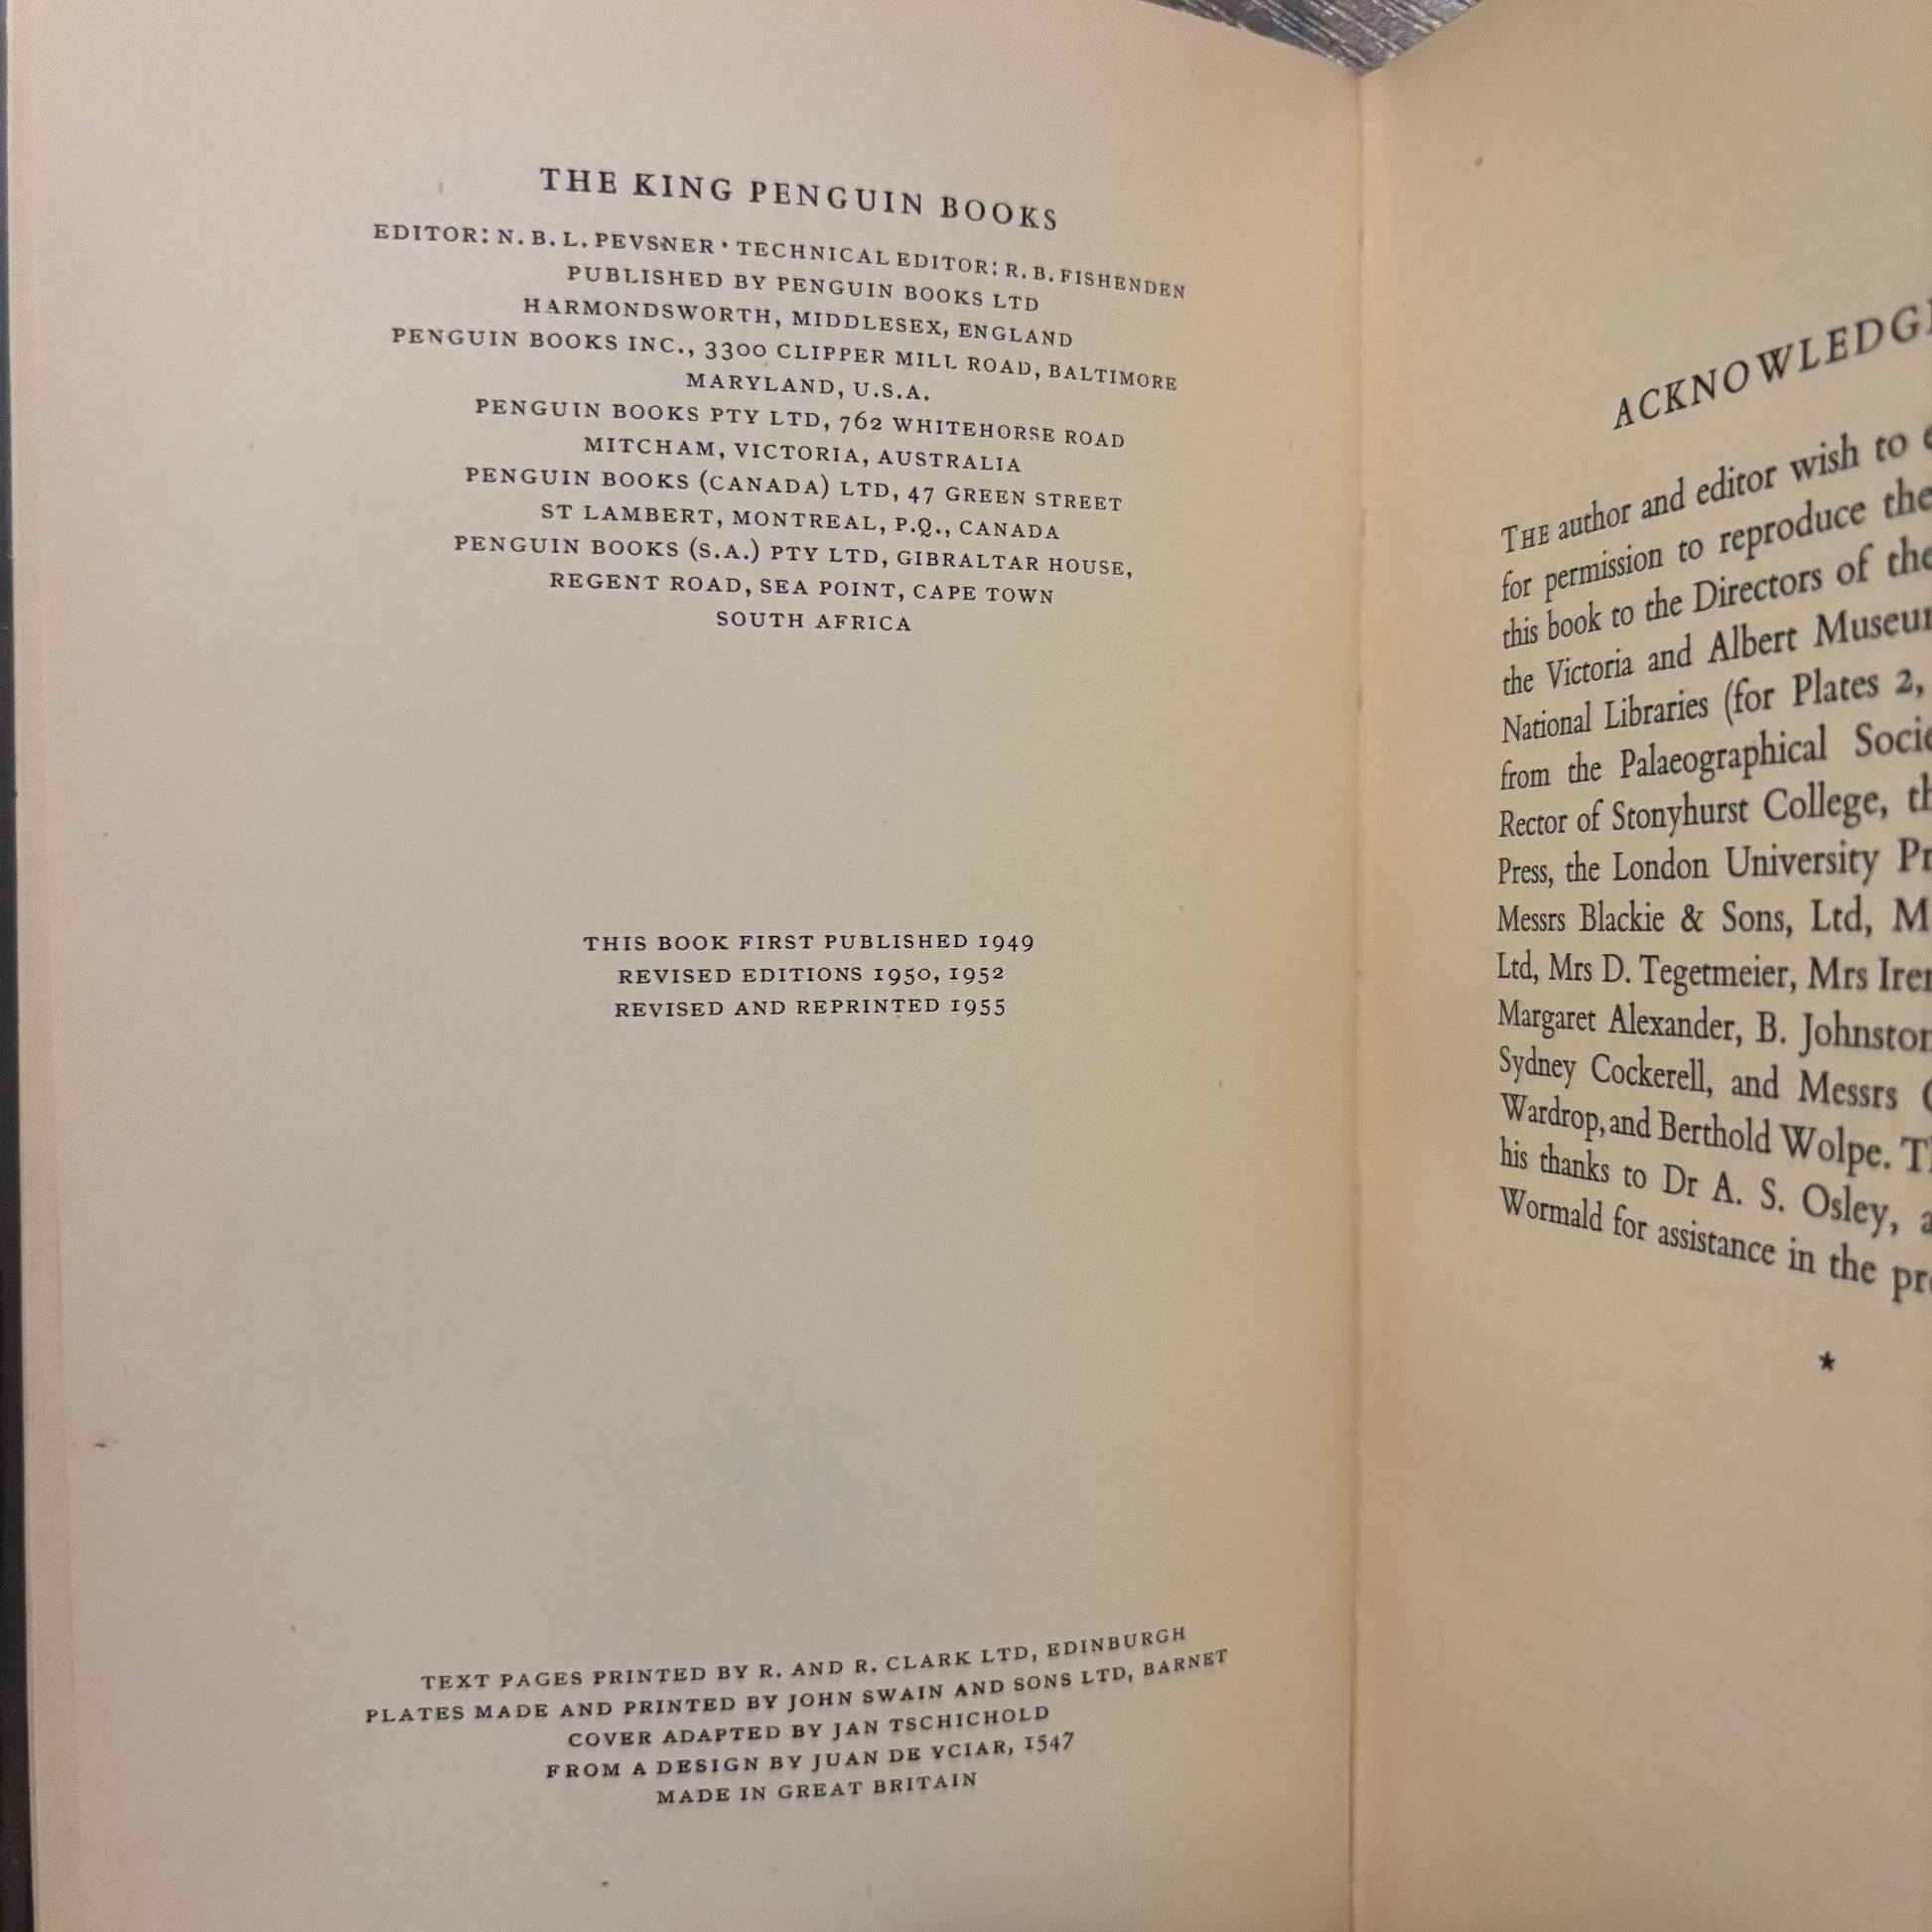 THE KING PENGUIN BOOKS
EDITOR: N. B. L. PEVSNER · TECHNICAL EDITOR: R. B. FISHENDEN
PUBLISHED BY PENGUIN BOOKS LTD
HARMONDSWORTH, MIDDLESEX, ENGLAND
PENGUIN BOOKS INC., 3300 CLIPPER MILL ROAD, BALTIMORE
MARYLAND, U.S.A.
PENGUIN BOOKS PTY LTD, 762 WHITEHORSE ROAD
MITCHAM, VICTORIA, AUSTRALIA
PENGUIN BOOKS (CANADA) LTD, 47 GREEN STREET
ST LAMBERT, MONTREAL, P.Q., CANADA
PENGUIN BOOKS (S.A.) PTY LTD, GIBRALTAR HOUSE,
REGENT ROAD, SEA POINT, CAPE TOWN
SOUTH AFRICA
THIS BOOK FIRST PUBLISHED 1949
REVISED EDITIONS 1950, 1952
REVISED AND REPRINTED 1955
TEXT PAGES PRINTED BY R. AND R. CLARK LTD, EDINBURGH
PLATES MADE AND PRINTED BY JOHN SWAIN AND SONS LTD, BARNET
COVER ADAPTED BY JAN TSCHICHOLD
FROM A DESIGN BY JUAN DE YCIAR, 1547
MADE IN GREAT BRITAIN
THE author and editor wish to
for permission to reproduce the
this book to the Directors of the
the Victoria and Albert
National Libraries (for Plates 2,
from the Palaeographical
Rector of Stonyhurst College,
Press, the London University
Messrs Blackie & Sons, Ltd,
Ltd, Mrs D. Tegetmeier, Mrs
Margaret Alexander, B.
Sydney Cockerell, and Messrs
Wardrop, and Berthold Wolpe.
his thanks to Dr A. S. Osley,
Wormald for assistance in the
*